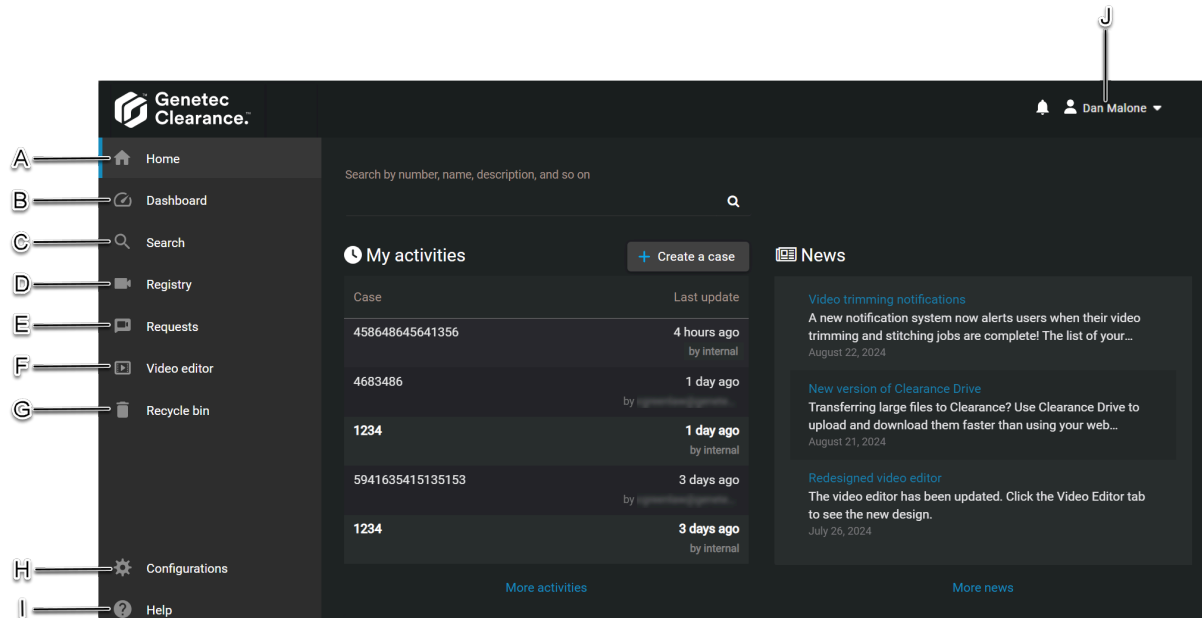 J
Genetec
Clearance.™
Dan Malone
A
Home
B
Dashboard
C
Search
D
Registry
E
Requests
F
Video editor
G
Recycle bin
H
Configurations
I
Help
Search by number, name, description, and so on
My activities
+ Create a case
Case Last update
458648645641356 4 hours ago
by internal
4683486 1 day ago
by
1234 1 day ago
by internal
5941635415135153 3 days ago
by
1234 3 days ago
by internal
More activities
News
Video trimming notifications
A new notification system now alerts users when their video
trimming and stitching jobs are complete! The list of your...
August 22, 2024
New version of Clearance Drive
Transferring large files to Clearance? Use Clearance Drive to
upload and download them faster than using your web...
August 21, 2024
Redesigned video editor
The video editor has been updated. Click the Video Editor tab
to see the new design.
July 26, 2024
More news